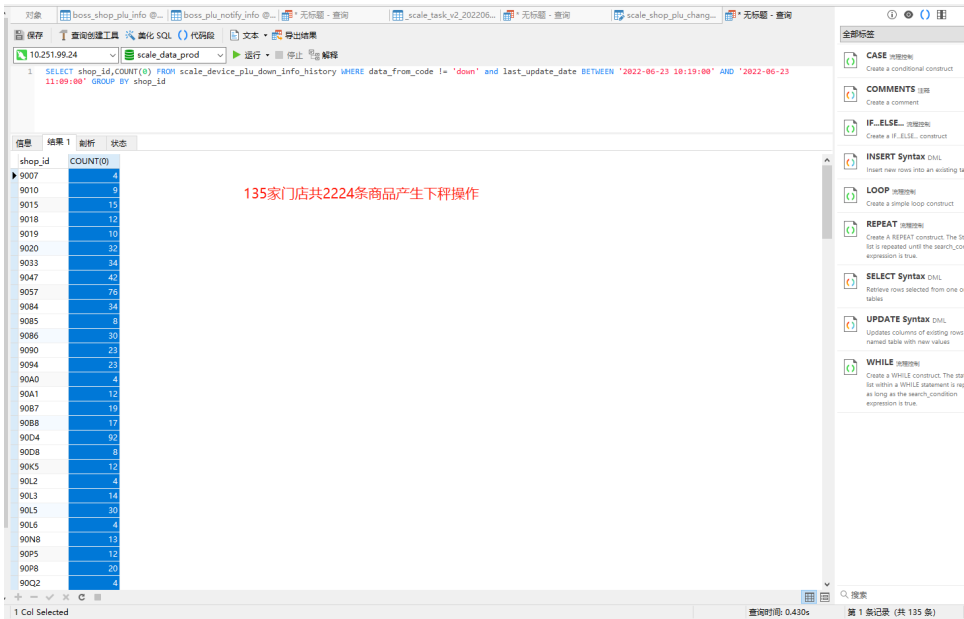 对象 boss_shop_plu_info @... boss_plu_notify_info @... * 无标题 - 查询 _scale_task_v2_202206... * 无标题 - 查询 scale_shop_plu_chang... * 无标题 - 查询
保存 查询创建工具 美化 SQL () 代码段 文本 导出结果
10.251.99.24 scale_data_prod 运行 停止 解释
1 SELECT shop_id,COUNT(0) FROM scale_device_plu_down_info_history WHERE data_from_code != 'down' and last_update_date BETWEEN '2022-06-23 10:19:00' AND '2022-06-23
11:09:00' GROUP BY shop_id
信息 结果 1 剖析 状态
shop_id COUNT(0)
9007 4
9010 9
9015 15
9018 12
9019 10
9020 32
9033 34
9047 42
9057 76
9084 34
9085 8
9086 30
9090 23
9094 23
90A0 4
90A1 12
90B7 19
90B8 17
90D4 92
90D8 8
90K5 12
90L2 4
90L3 14
90L5 30
90L6 4
90N8 13
90P5 12
90P8 20
90Q2 4
135家门店共2224条商品产生下秤操作
全部标签
CASE 流程控制
Create a conditional construct
COMMENTS 注释
Create a comment
IF...ELSE... 流程控制
Create a IF...ELSE... construct
INSERT Syntax DML
Insert new rows into an existing ta
LOOP 流程控制
Create a simple loop construct
REPEAT 流程控制
Create A REPEAT construct. The St
list is repeated until the search_co
expression is true.
SELECT Syntax DML
Retrieve rows selected from one o
tables
UPDATE Syntax DML
Updates columns of existing rows
named table with new values
WHILE 流程控制
Create a WHILE construct. The sta
list within a WHILE statement is rep
as long as the search_condition
expression is true.
搜索
1 Col Selected 查询时间: 0.430s 第 1 条记录 (共 135 条)